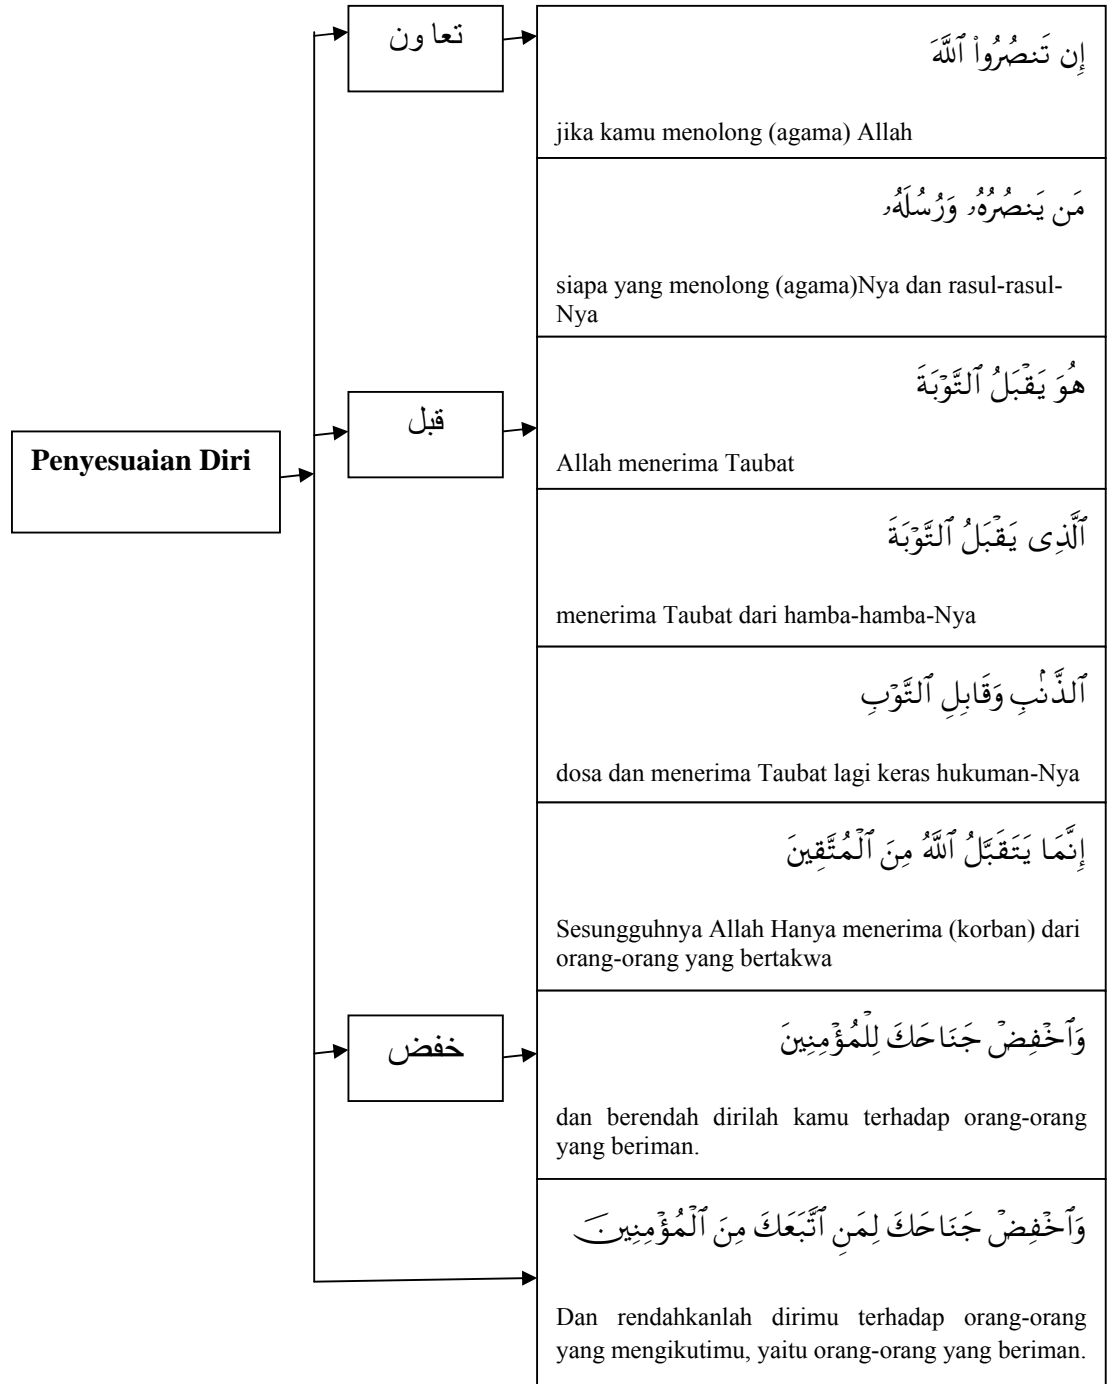 تعاون
إِن تَنصُرُوا۟ ٱللَّهَ
jika kamu menolong (agama) Allah
مَن يَنصُرُهُۥ وَرُسُلَهُۥ
siapa yang menolong (agama)Nya dan rasul-rasul-
Nya
قبل
هُوَ يَقْبَلُ ٱلتَّوْبَةَ
Allah menerima Taubat
Penyesuaian Diri
ٱلَّذِى يَقْبَلُ ٱلتَّوْبَةَ
menerima Taubat dari hamba-hamba-Nya
ٱلذَّنۢبِ وَقَابِلِ ٱلتَّوْبِ
dosa dan menerima Taubat lagi keras hukuman-Nya
إِنَّمَا يَتَقَبَّلُ ٱللَّهُ مِنَ ٱلْمُتَّقِينَ
Sesungguhnya Allah Hanya menerima (korban) dari
orang-orang yang bertakwa
خفض
وَٱخْفِضْ جَنَاحَكَ لِلْمُؤْمِنِينَ
dan berendah dirilah kamu terhadap orang-orang
yang beriman.
وَٱخْفِضْ جَنَاحَكَ لِمَنِ ٱتَّبَعَكَ مِنَ ٱلْمُؤْمِنِينَ
Dan rendahkanlah dirimu terhadap orang-orang
yang mengikutimu, yaitu orang-orang yang beriman.